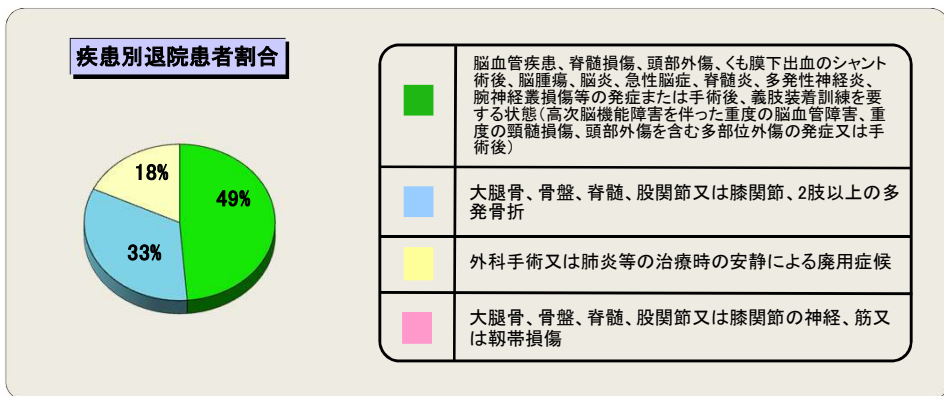 疾患別退院患者割合
18%
49%
33%
脳血管疾患、脊髄損傷、頭部外傷、くも膜下出血のシャント
術後、脳腫瘍、脳炎、急性脳症、脊髄炎、多発性神経炎、
腕神経叢損傷等の発症または手術後、義肢装着訓練を要
する状態（高次脳機能障害を伴った重度の脳血管障害、重
度の頸髄損傷、頭部外傷を含む多部位外傷の発症又は手
術後）
大腿骨、骨盤、脊髄、股関節又は膝関節、2肢以上の多
発骨折
外科手術又は肺炎等の治療時の安静による廃用症候
大腿骨、骨盤、脊髄、股関節又は膝関節の神経、筋又
は靱帯損傷